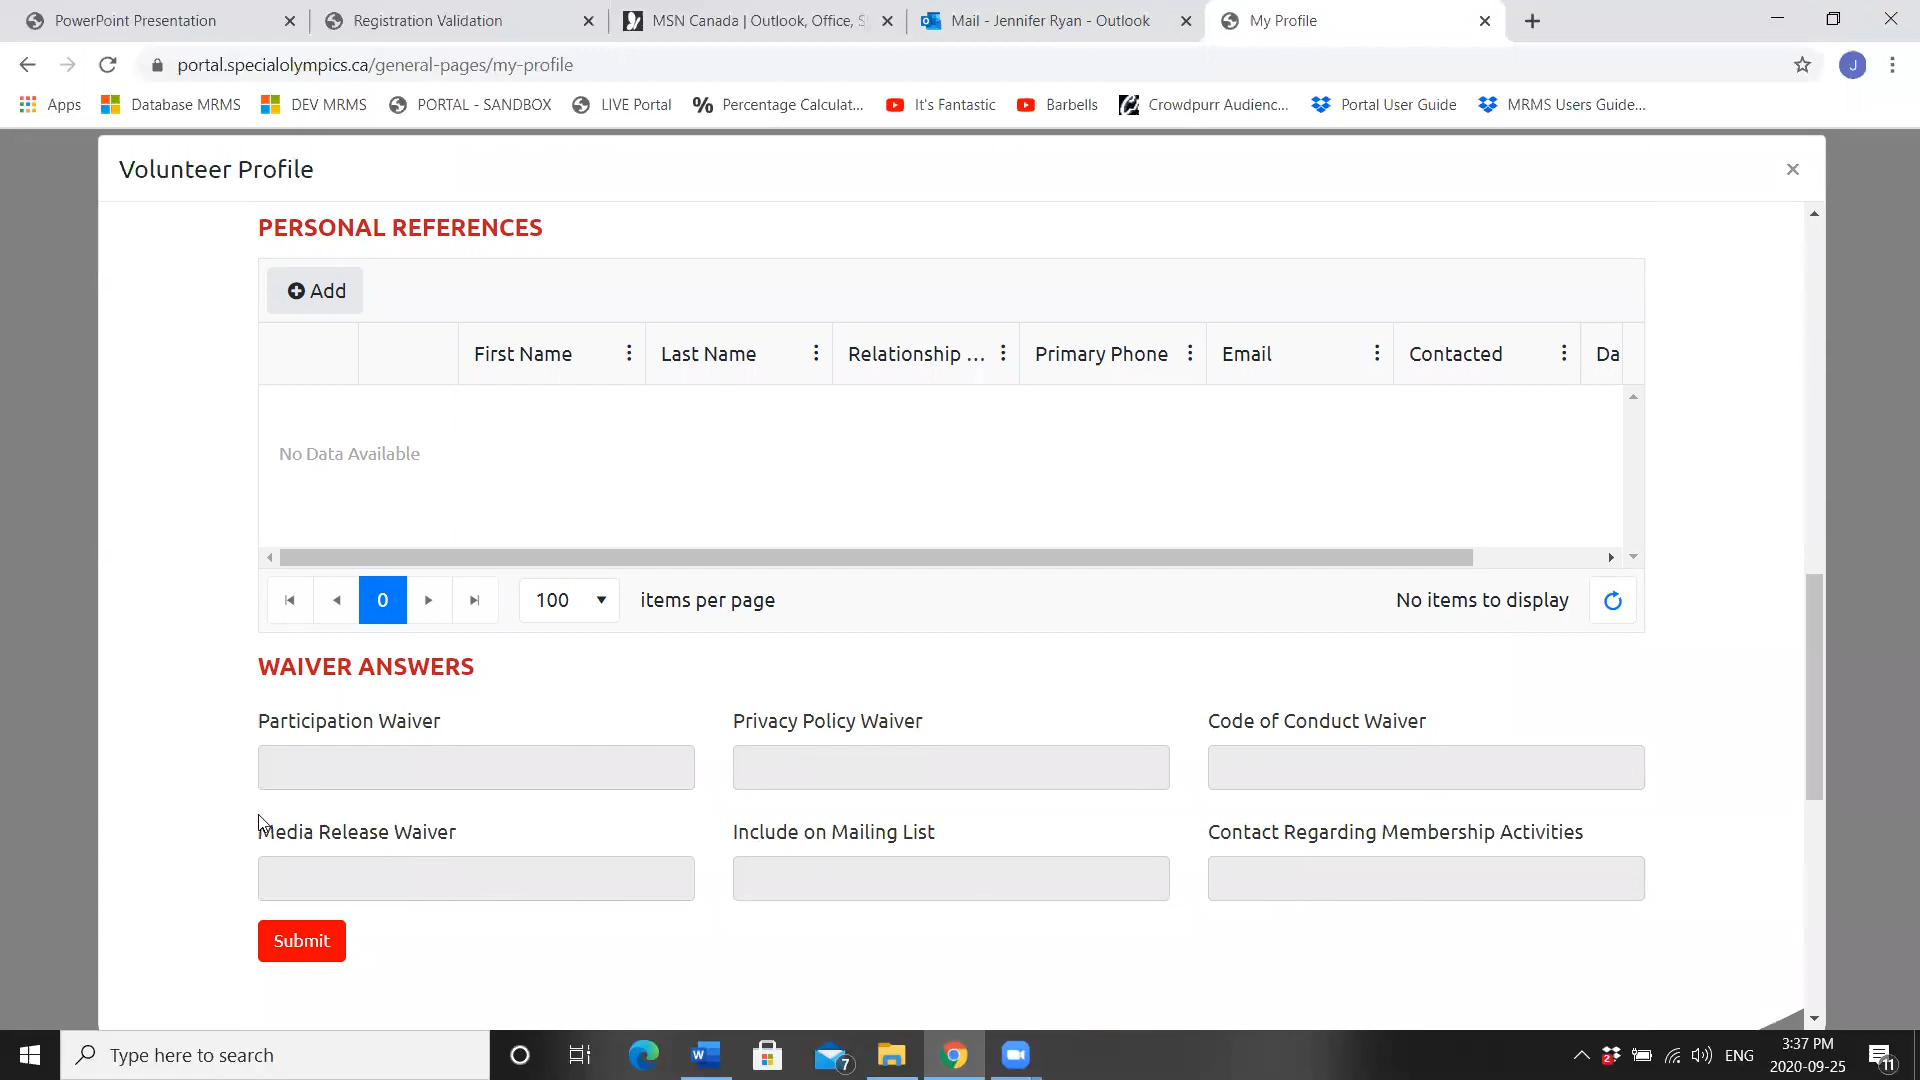 PowerPoint Presentation
Registration Validation
MSN Canada | Outlook, Office, S
Mail - Jennifer Ryan - Outlook
My Profile
portal.specialolympics.ca/general-pages/my-profile
J
Apps
Database MRMS
DEV MRMS
PORTAL - SANDBOX
LIVE Portal
Percentage Calculat...
It's Fantastic
Barbells
Crowdpurr Audienc...
Portal User Guide
MRMS Users Guide...
Volunteer Profile
PERSONAL REFERENCES
Add
First Name
Last Name
Relationship ...
Primary Phone
Email
Contacted
Da
No Data Available
0
100
items per page
No items to display
WAIVER ANSWERS
Participation Waiver
Privacy Policy Waiver
Code of Conduct Waiver
Media Release Waiver
Include on Mailing List
Contact Regarding Membership Activities
Submit
Type here to search
7
2
ENG
3:37 PM
2020-09-25
11